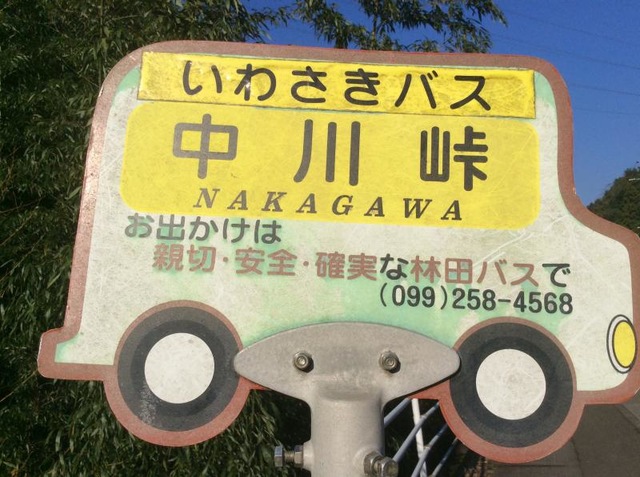 いわさきバス
中川峠
NAKAGAWA
お出かけは
親切・安全・確実な林田バスで
(099)258-4568